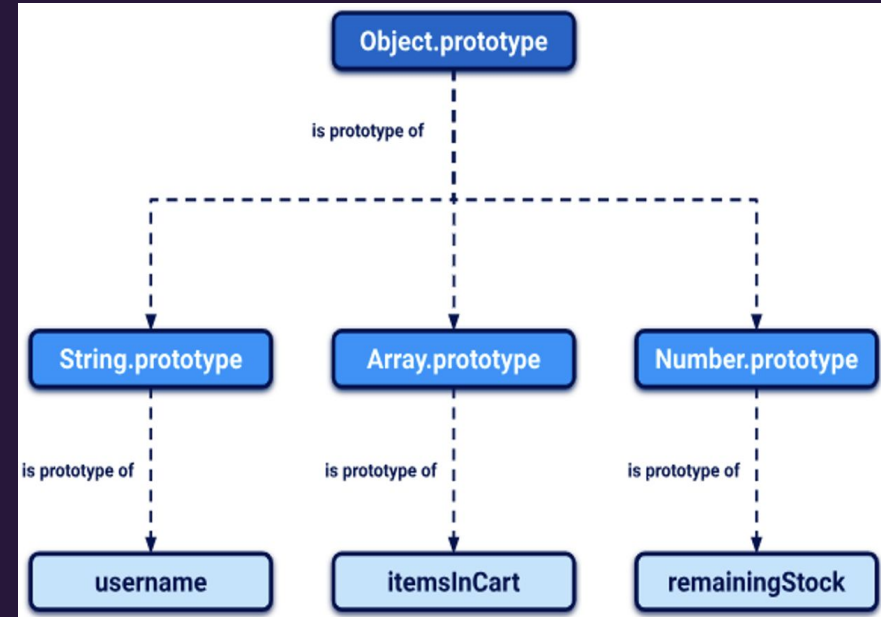 Object.prototype
is prototype of
String.prototype
Array.prototype
Number.prototype
is prototype of
is prototype of
is prototype of
username
itemsInCart
remainingStock